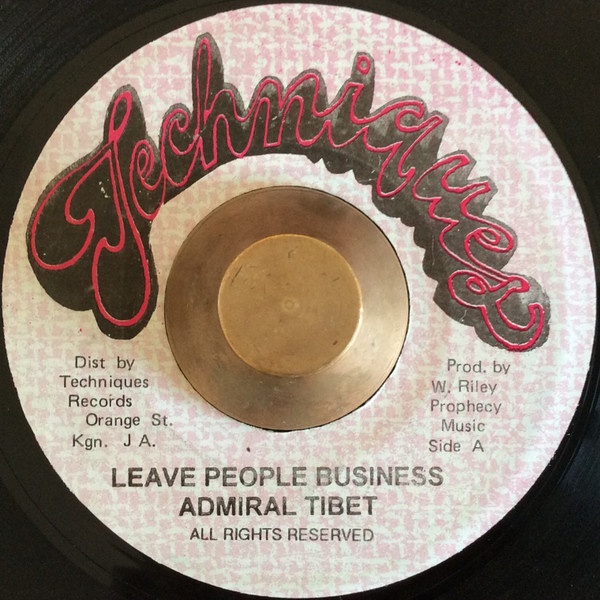 Techniques
Dist by
Techniques
Records
Orange St.
Kgn. J A.
Prod. by
W. Riley
Prophecy
Music
Side A
LEAVE PEOPLE BUSINESS
ADMIRAL TIBET
ALL RIGHTS RESERVED